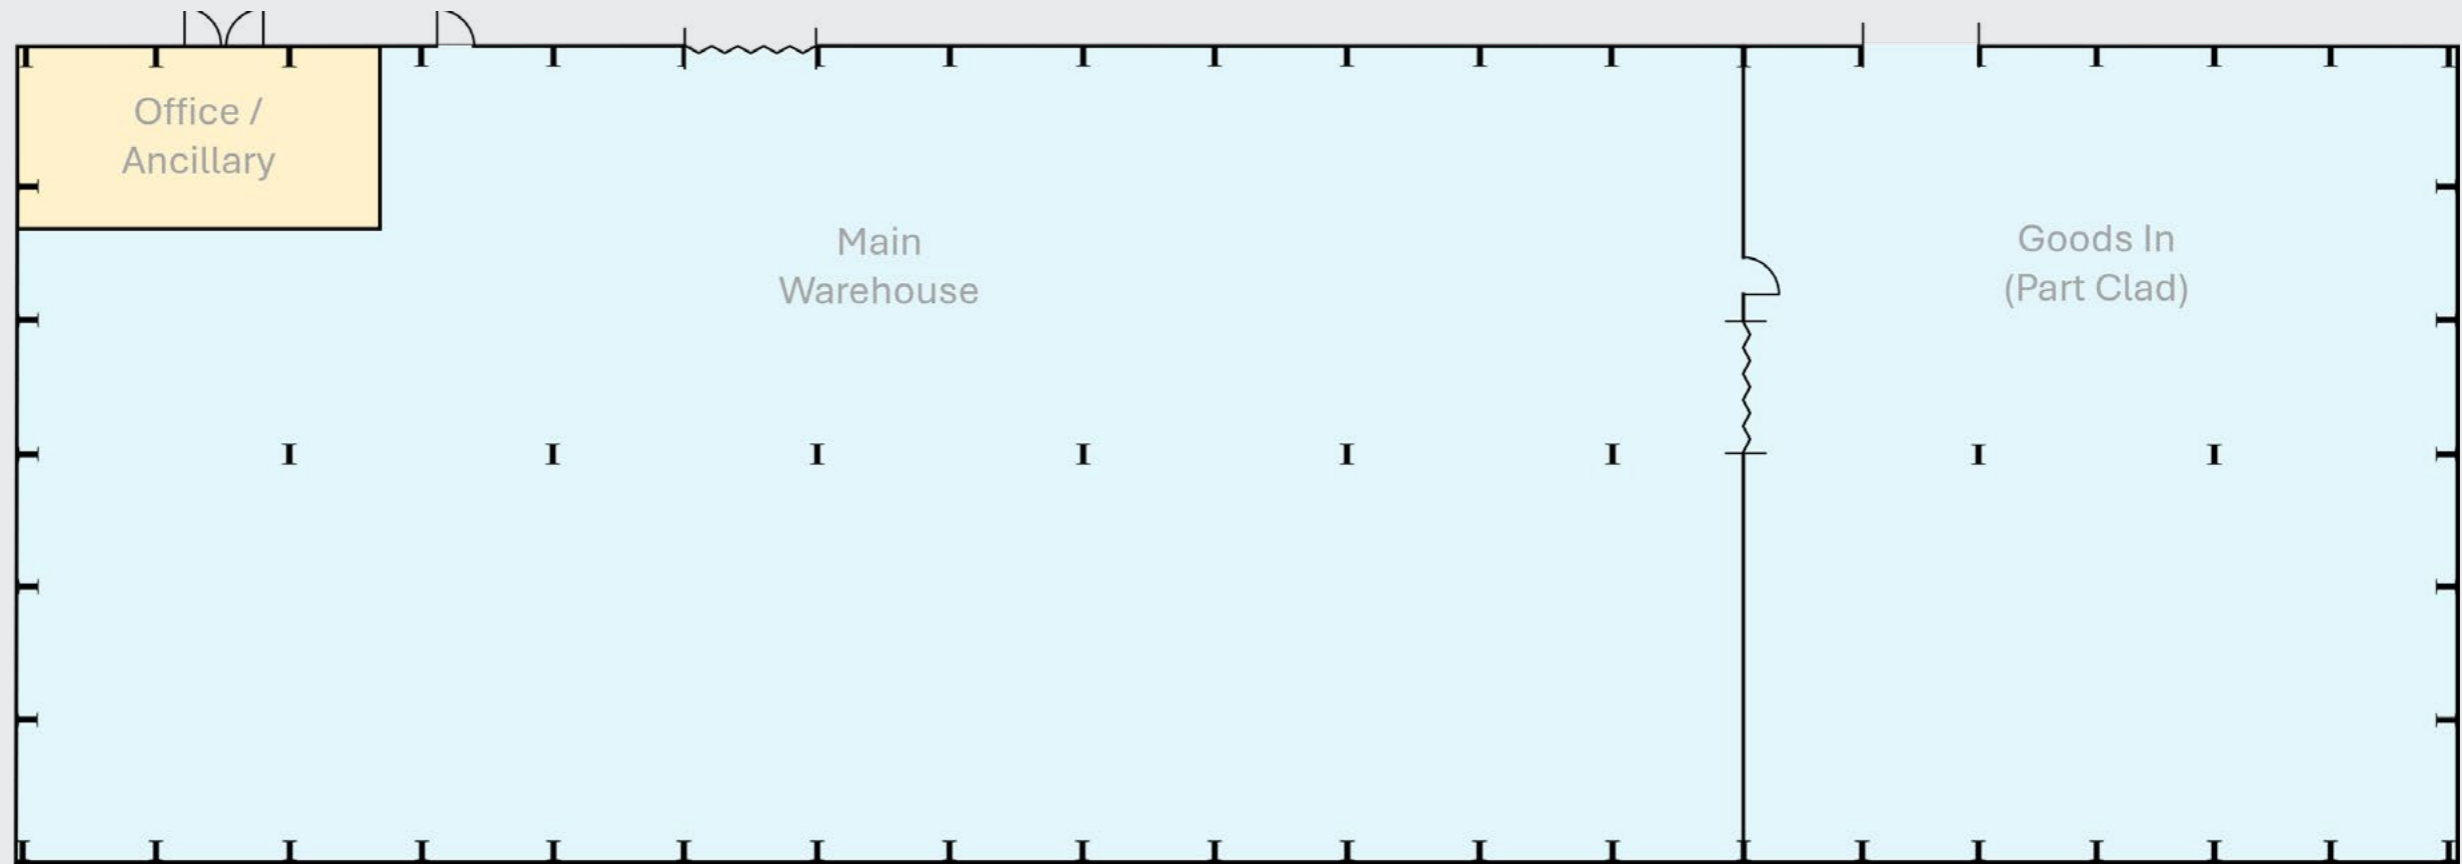 Office /
Ancillary
Main
Warehouse
Goods In
(Part Clad)